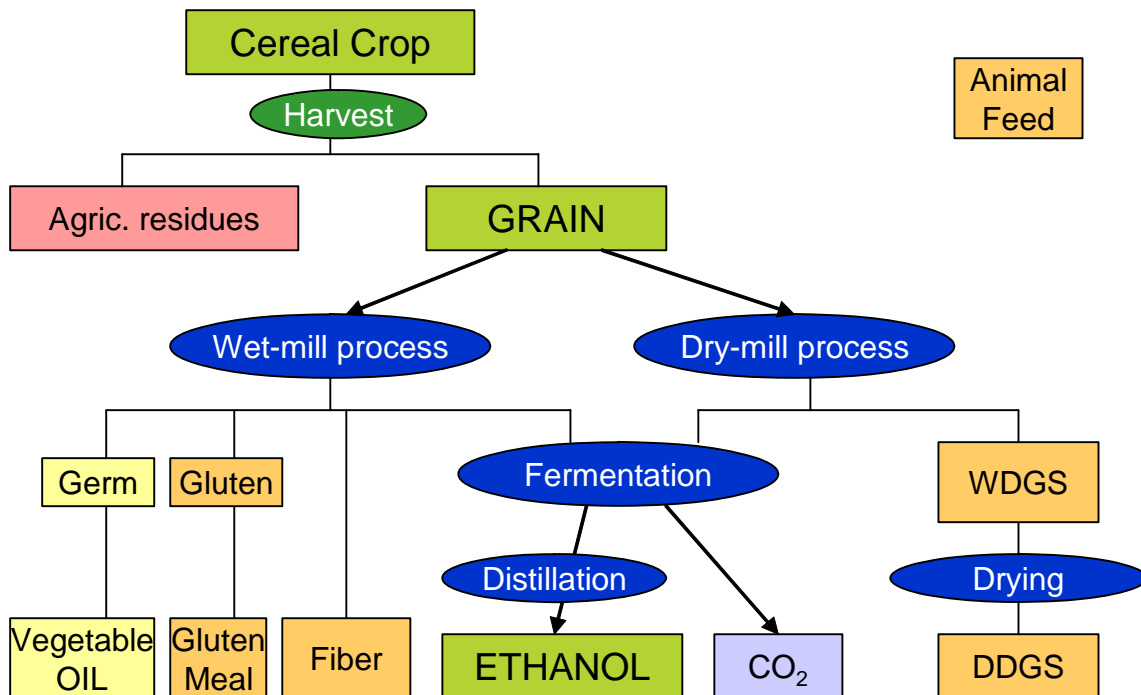 Cereal Crop
Animal
Feed
Harvest
Agric. residues
GRAIN
Wet-mill process
Dry-mill process
Fermentation
Germ
Gluten
WDGS
Distillation
Drying
Vegetable
OIL
Gluten
Meal
Fiber
ETHANOL
CO₂
DDGS